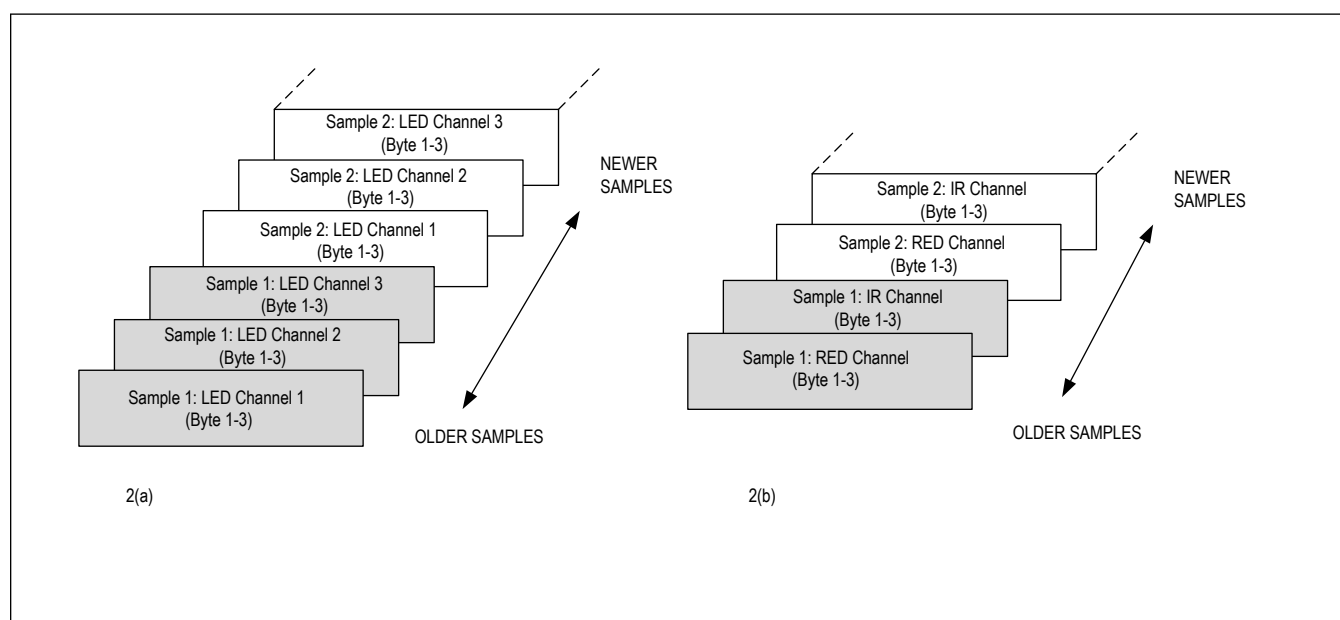 Sample 2: LED Channel 3
(Byte 1-3)
Sample 2: LED Channel 2
(Byte 1-3)
Sample 2: LED Channel 1
(Byte 1-3)
Sample 1: LED Channel 3
(Byte 1-3)
Sample 1: LED Channel 2
(Byte 1-3)
Sample 1: LED Channel 1
(Byte 1-3)
NEWER
SAMPLES
OLDER SAMPLES
2(a)
Sample 2: IR Channel
(Byte 1-3)
Sample 2: RED Channel
(Byte 1-3)
Sample 1: IR Channel
(Byte 1-3)
Sample 1: RED Channel
(Byte 1-3)
NEWER
SAMPLES
OLDER SAMPLES
2(b)